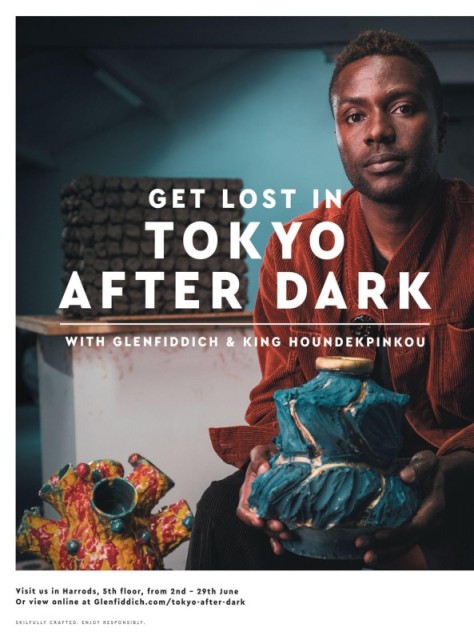 GET LOST IN
TOKYO
AFTER DARK
WITH GLENFIDDICH & KING HOUNDEKPINKOU
Visit us in Harrods, 5th floor, from 2nd – 29th June
Or view online at Glenfiddich.com/tokyo-after-dark
SKILFULLY CRAFTED. ENJOY RESPONSIBLY.